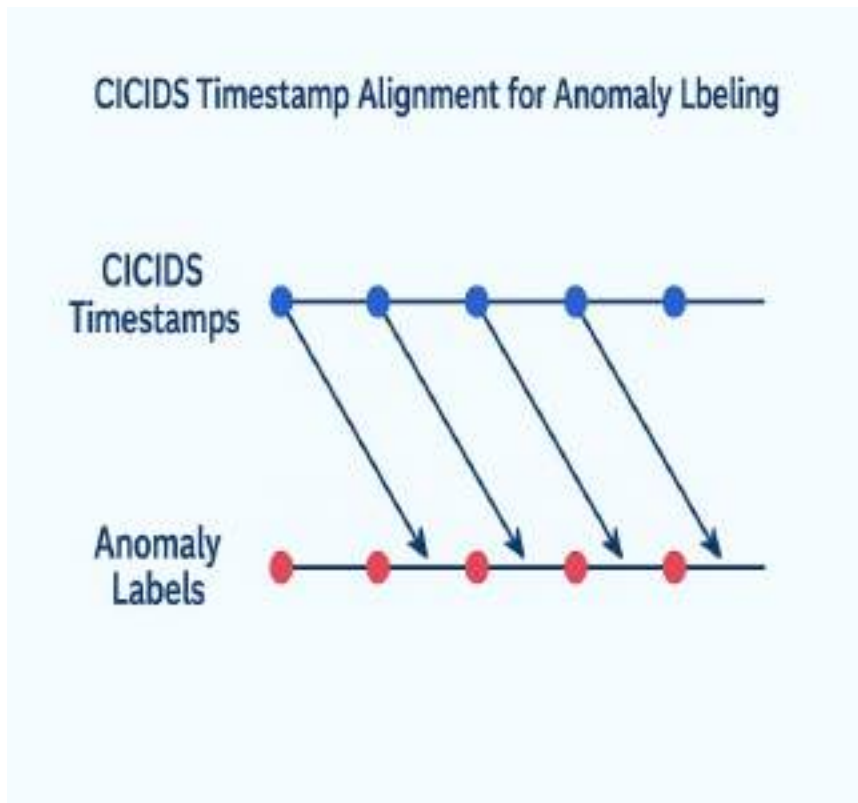 CICIDS Timestamp Alignment for Anomaly Lbeling
CICIDS
Timestamps
Anomaly
Labels